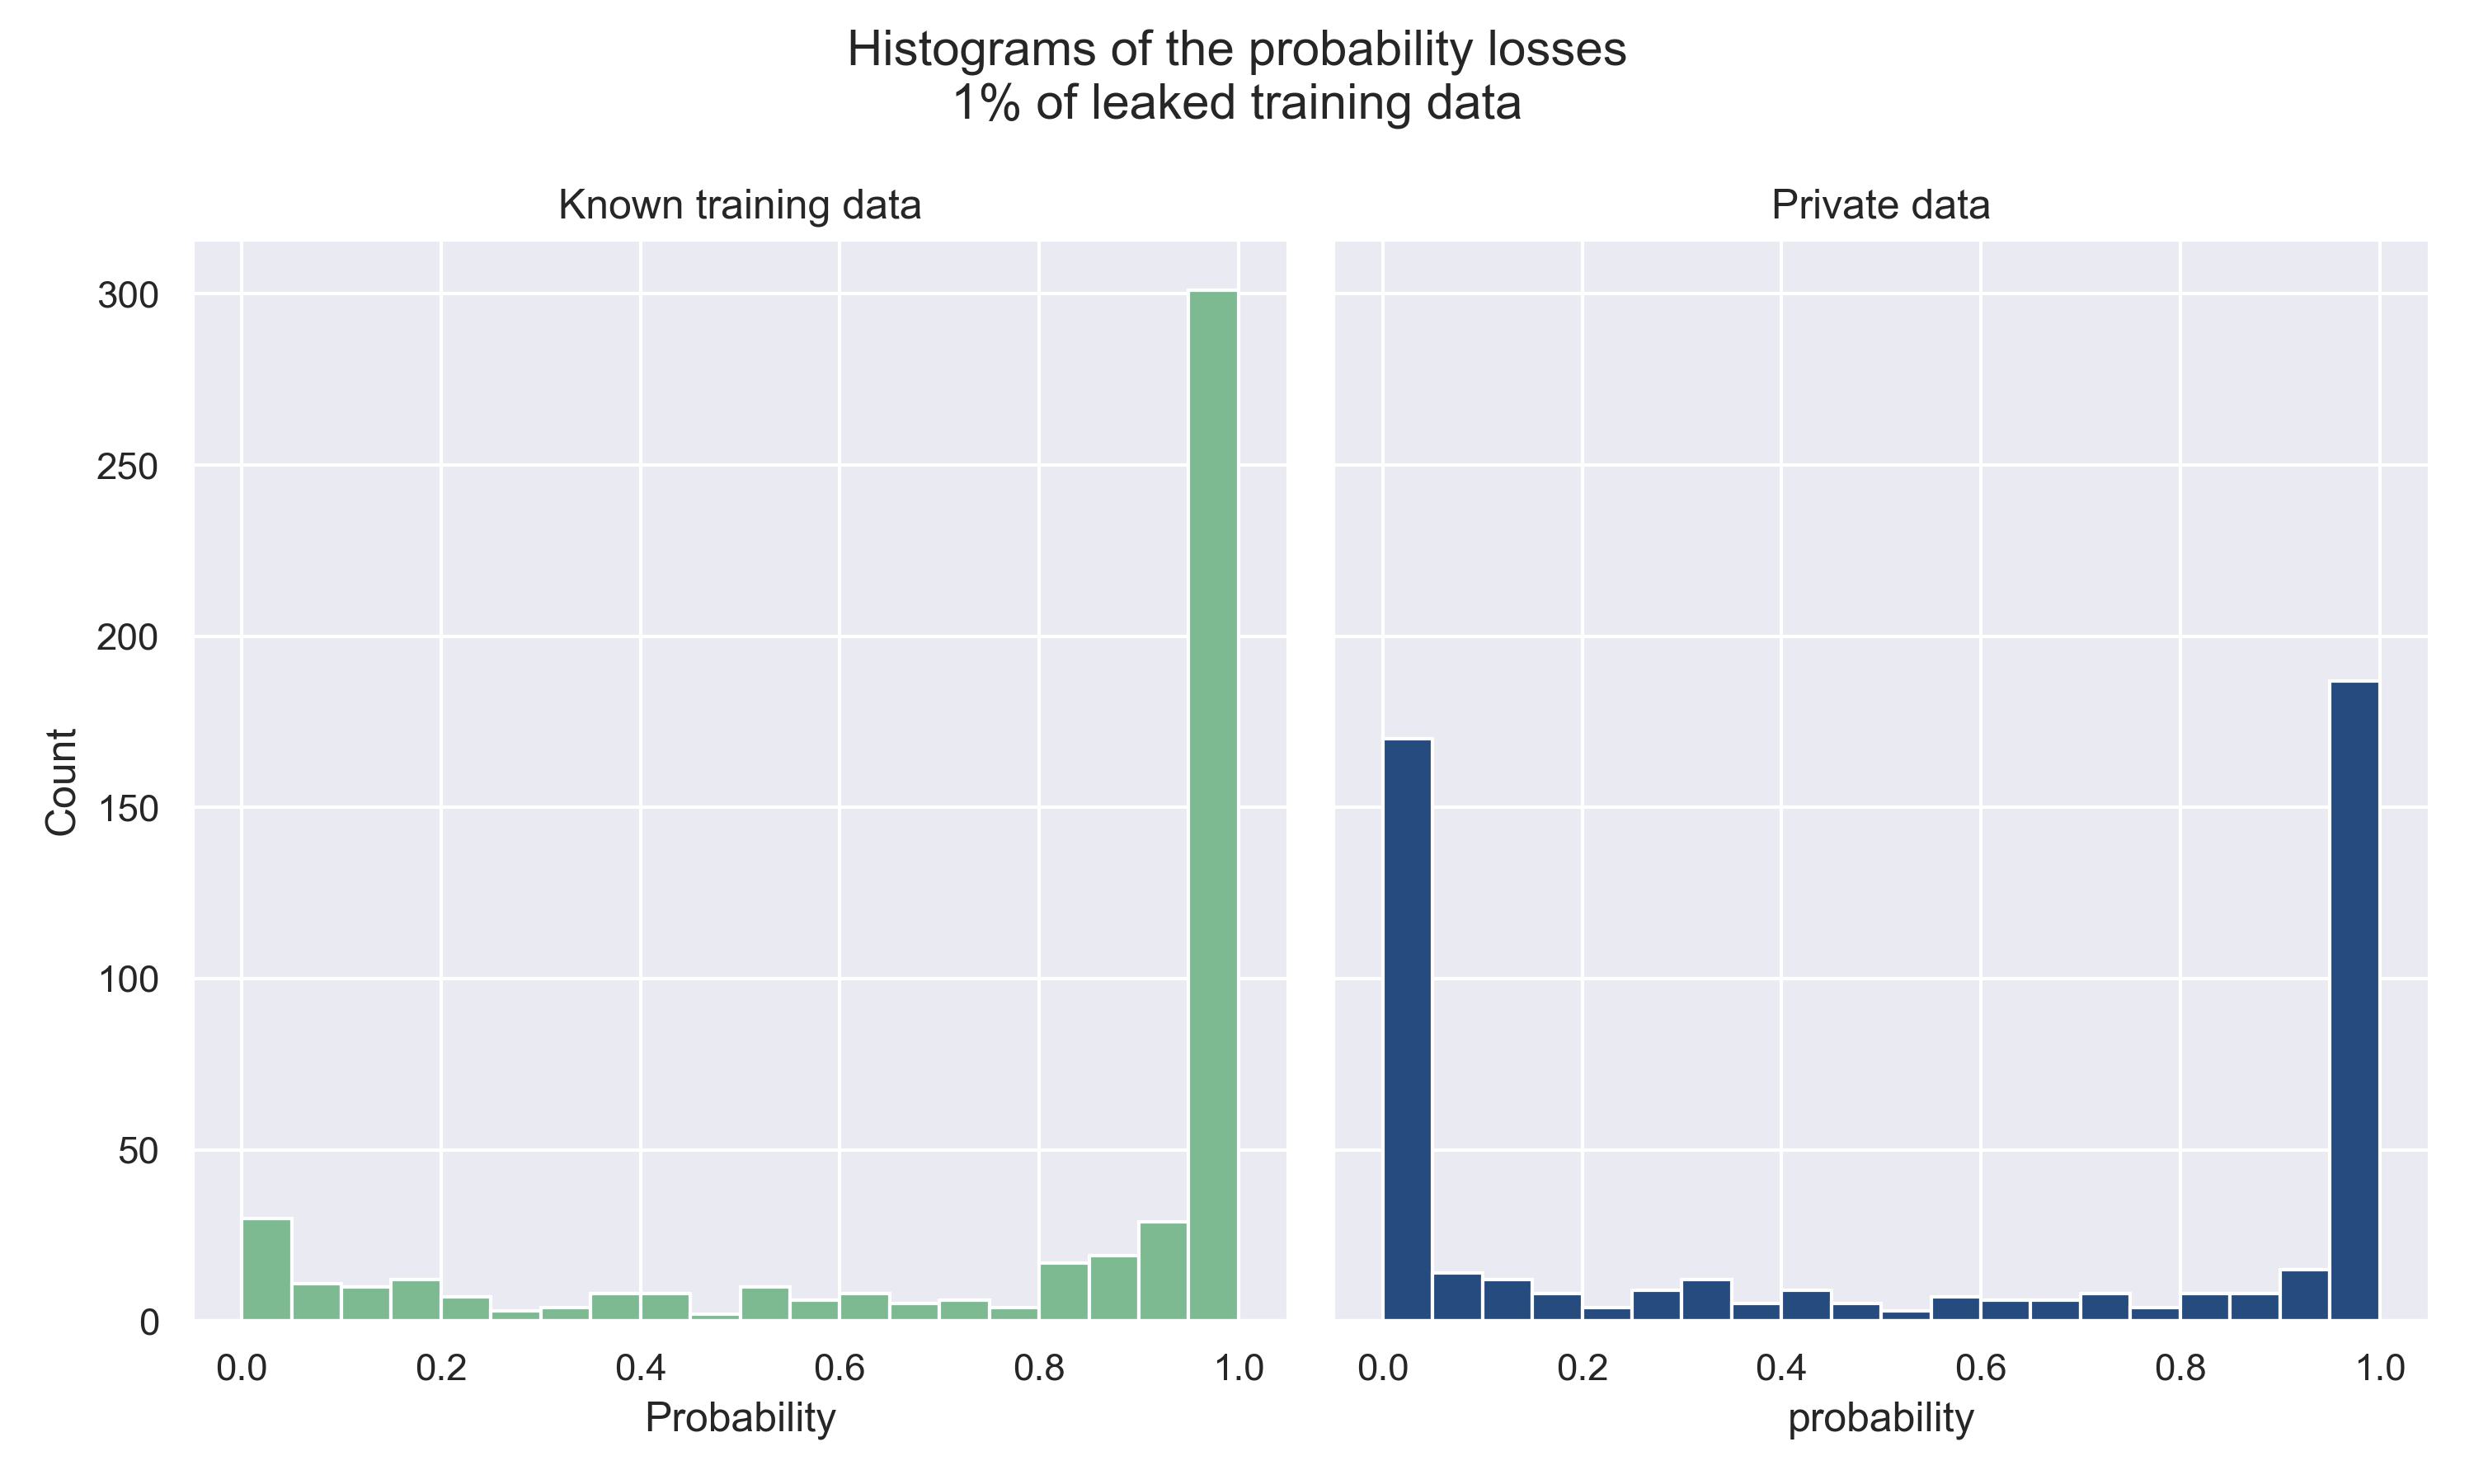 Histograms of the probability losses
1% of leaked training data
Known training data
Private data
300
250
200
150
100
50
0
Count
0.0 0.2 0.4 0.6 0.8 1.0
0.0 0.2 0.4 0.6 0.8 1.0
Probability
probability